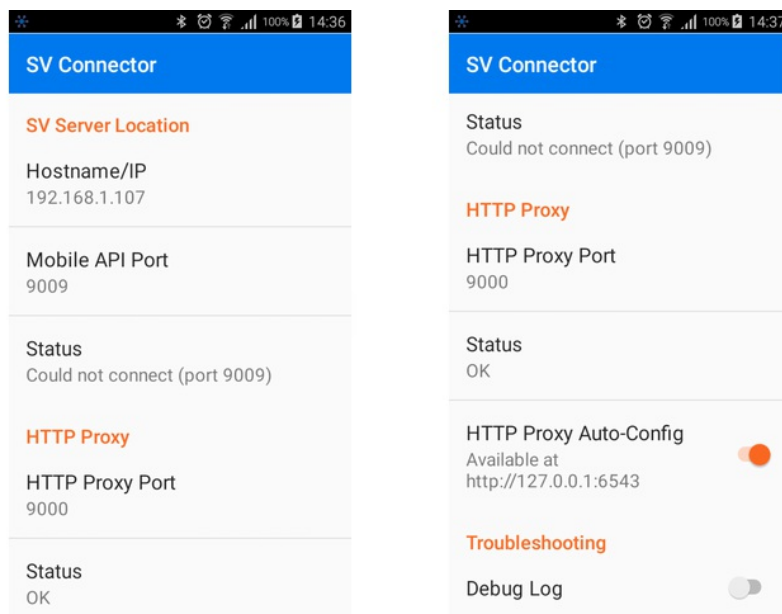 100% 14:36
SV Connector
SV Server Location
Hostname/IP
192.168.1.107
Mobile API Port
9009
Status
Could not connect (port 9009)
HTTP Proxy
HTTP Proxy Port
9000
Status
OK
100% 14:37
SV Connector
Status
Could not connect (port 9009)
HTTP Proxy
HTTP Proxy Port
9000
Status
OK
HTTP Proxy Auto-Config
Available at
http://127.0.0.1:6543
Troubleshooting
Debug Log